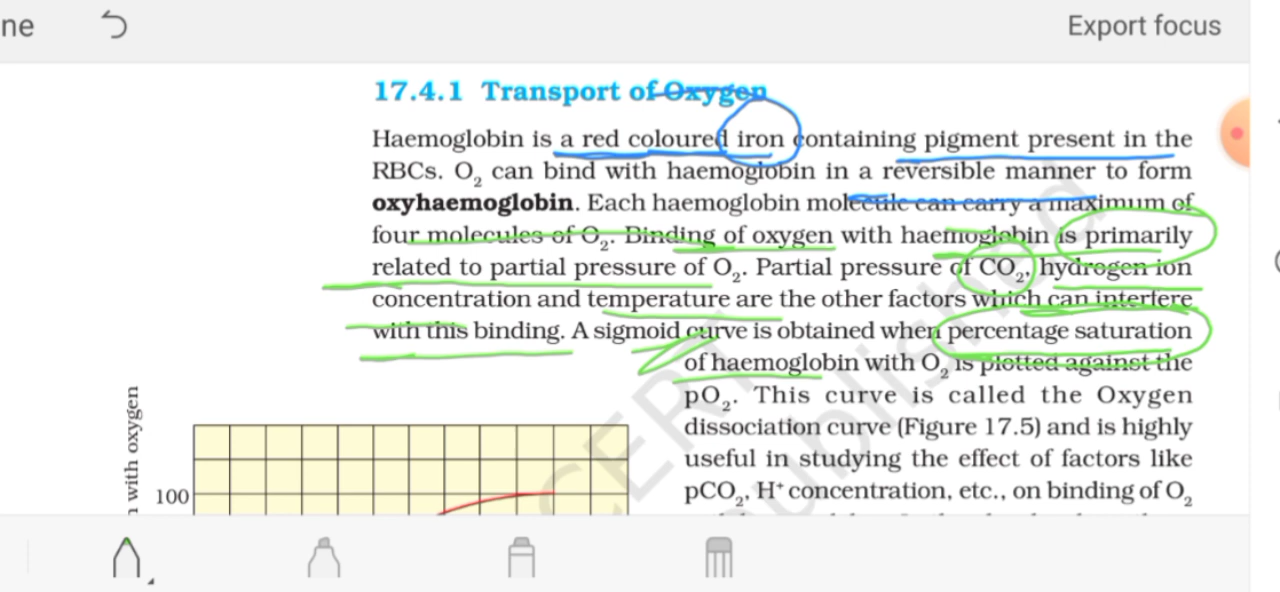 ne
Export focus
17.4.1 Transport of Oxygen
Haemoglobin is a red coloured iron containing pigment present in the
RBCs. O₂ can bind with haemoglobin in a reversible manner to form
oxyhaemoglobin. Each haemoglobin molecule can carry a maximum of
four molecules of O₂. Binding of oxygen with haemoglobin is primarily
related to partial pressure of O₂. Partial pressure of CO₂, hydrogen ion
concentration and temperature are the other factors which can interfere
with this binding. A sigmoid curve is obtained when percentage saturation
of haemoglobin with O₂ is plotted against the
pO₂. This curve is called the Oxygen
dissociation curve (Figure 17.5) and is highly
useful in studying the effect of factors like
pCO₂, H⁺ concentration, etc., on binding of O₂
with oxygen
100